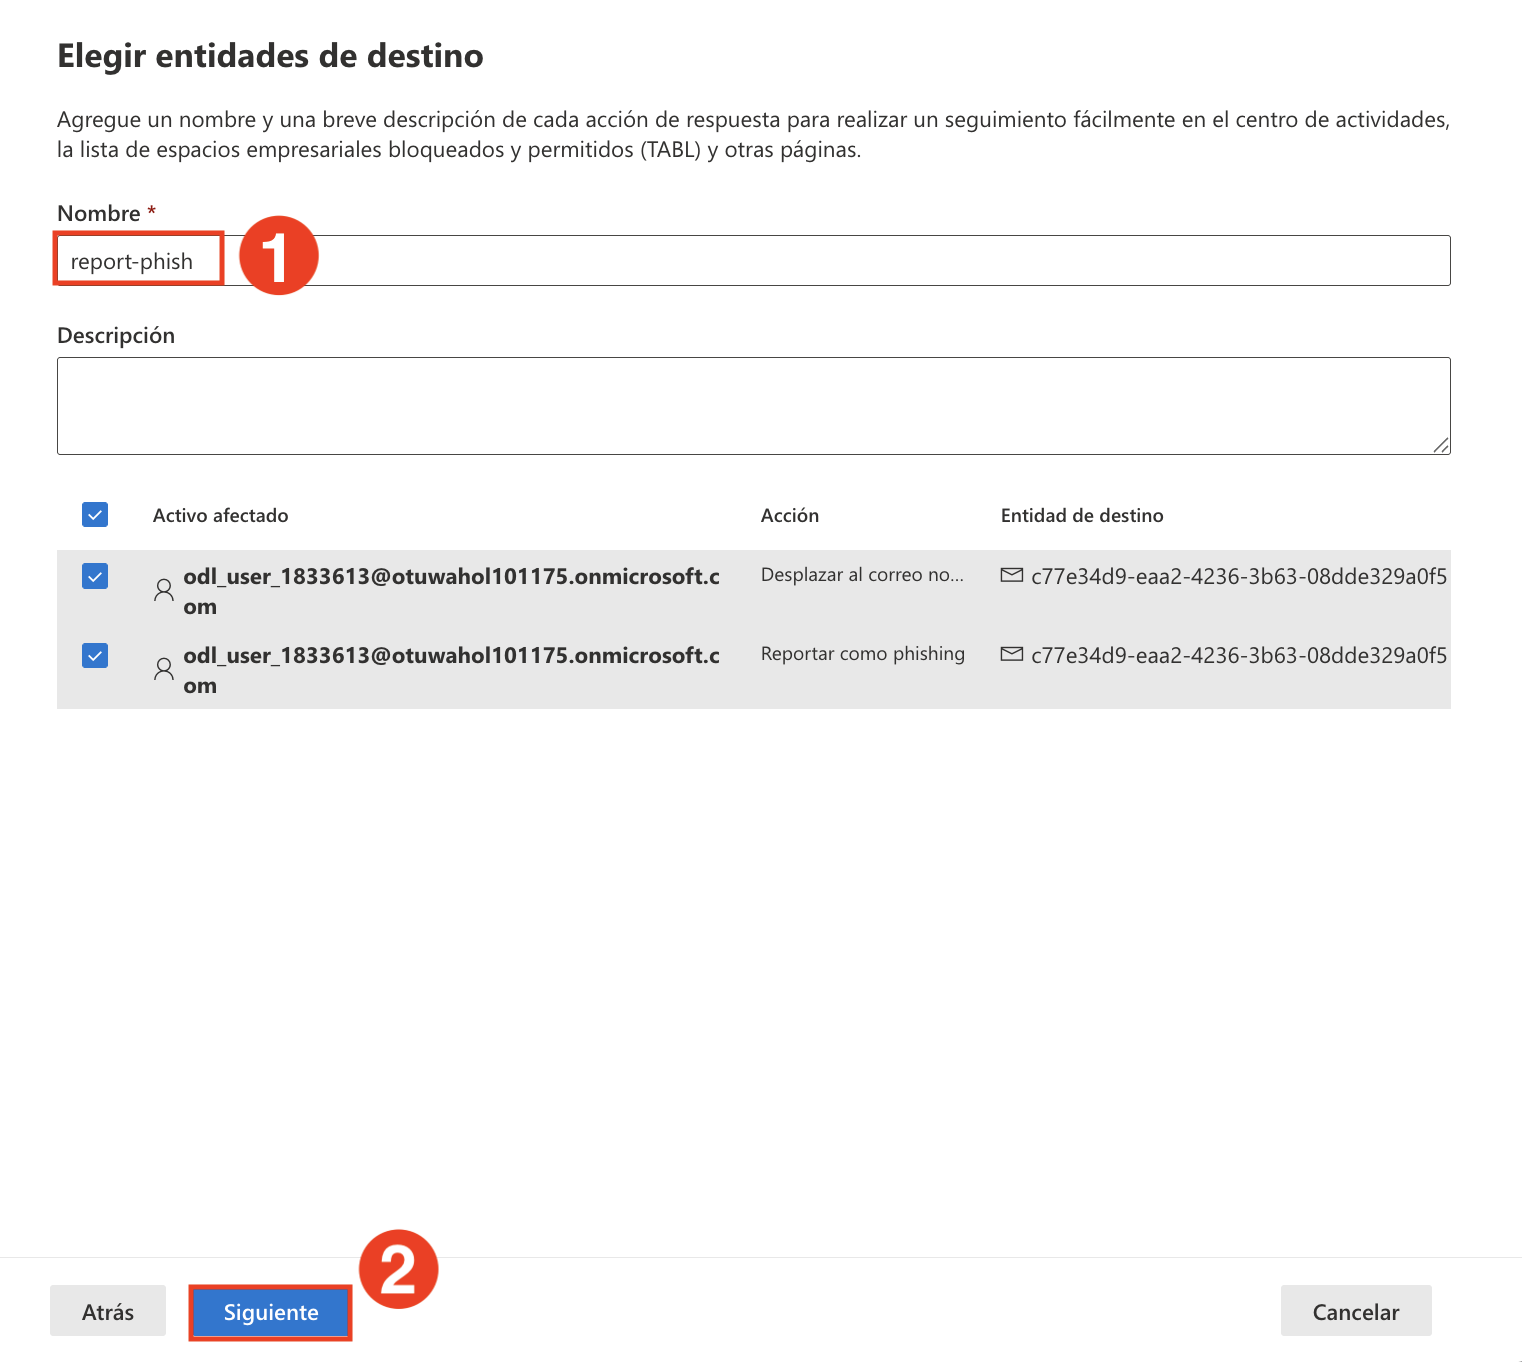 Elegir entidades de destino
Agregue un nombre y una breve descripción de cada acción de respuesta para realizar un seguimiento fácilmente en el centro de actividades,
la lista de espacios empresariales bloqueados y permitidos (TABL) y otras páginas.
Nombre *
report-phish
1
Descripción
Activo afectado Acción Entidad de destino
odl_user_1833613@otuwahol101175.onmicrosoft.c Desplazar al correo no... c77e34d9-eaa2-4236-3b63-08dde329a0f5
om
odl_user_1833613@otuwahol101175.onmicrosoft.c Reportar como phishing c77e34d9-eaa2-4236-3b63-08dde329a0f5
om
2
Atrás Siguiente Cancelar